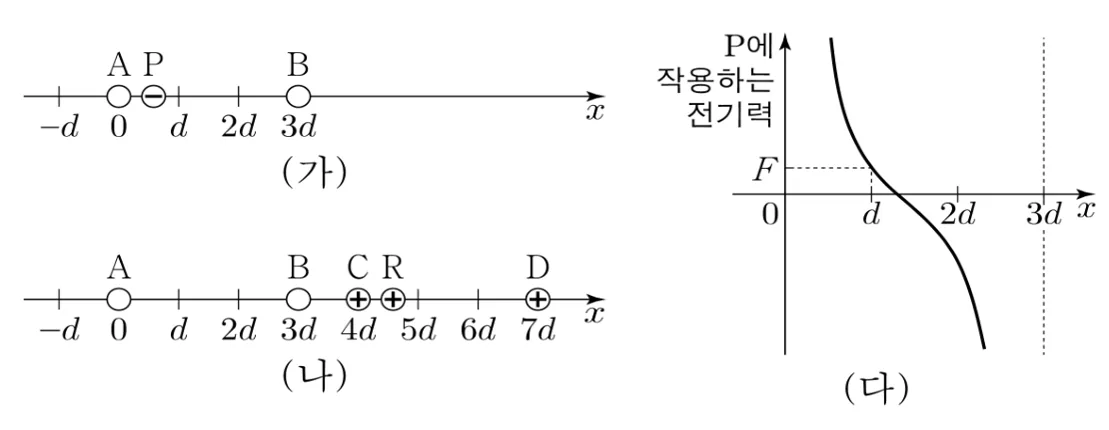 A P B
−d 0 d 2d 3d x
(가)
A B C R D
−d 0 d 2d 3d 4d 5d 6d 7d x
(나)
P에
작용하는
전기력
F
0 d 2d 3d x
(다)